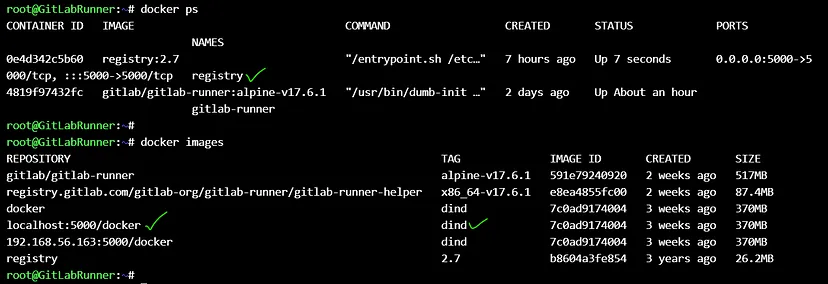 root@GitLabRunner:~# docker ps
CONTAINER ID   IMAGE   COMMAND   CREATED   STATUS   PORTS
NAMES
0e4d342c5b60   registry:2.7   "/entrypoint.sh /etc…"   7 hours ago   Up 7 seconds   0.0.0.0:5000->5
000/tcp, :::5000->5000/tcp   registry
4819f97432fc   gitlab/gitlab-runner:alpine-v17.6.1   "/usr/bin/dumb-init …"   2 days ago   Up About an hour
gitlab-runner
root@GitLabRunner:~#
root@GitLabRunner:~# docker images
REPOSITORY   TAG   IMAGE ID   CREATED   SIZE
gitlab/gitlab-runner   alpine-v17.6.1   591e79240920   2 weeks ago   517MB
registry.gitlab.com/gitlab-org/gitlab-runner/gitlab-runner-helper   x86_64-v17.6.1   e8ea4855fc00   2 weeks ago   87.4MB
docker   dind   7c0ad9174004   3 weeks ago   370MB
localhost:5000/docker   dind   7c0ad9174004   3 weeks ago   370MB
192.168.56.163:5000/docker   dind   7c0ad9174004   3 weeks ago   370MB
registry   2.7   b8604a3fe854   3 years ago   26.2MB
root@GitLabRunner:~#